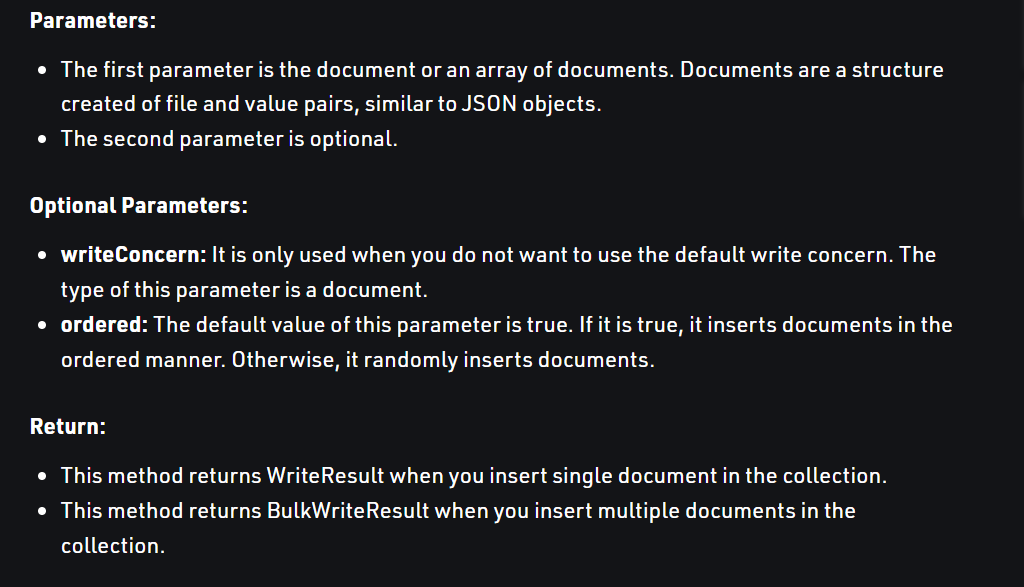 Parameters:
• The first parameter is the document or an array of documents. Documents are a structure
created of file and value pairs, similar to JSON objects.
• The second parameter is optional.
Optional Parameters:
• writeConcern: It is only used when you do not want to use the default write concern. The
type of this parameter is a document.
• ordered: The default value of this parameter is true. If it is true, it inserts documents in the
ordered manner. Otherwise, it randomly inserts documents.
Return:
• This method returns WriteResult when you insert single document in the collection.
• This method returns BulkWriteResult when you insert multiple documents in the
collection.